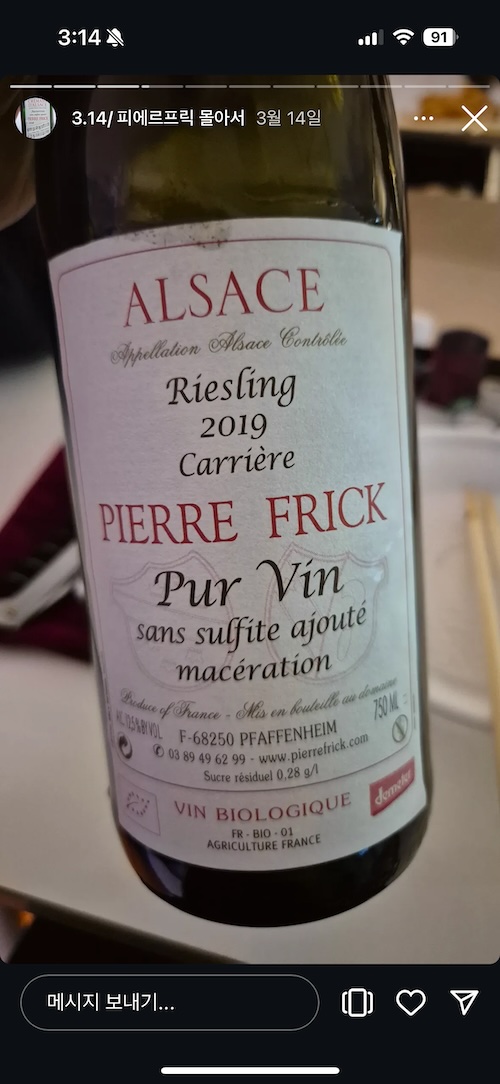 3:14
91
3.14/ 피에르프릭 몰아서 3월 14일
ALSACE
Appellation Alsace Contrôlée
Riesling
2019
Carrière
PIERRE FRICK
Pur Vin
sans sulfite ajouté
macération
Produce of France - Mis en bouteille au domaine
750 ML
F-68250 PFAFFENHEIM
03 89 49 62 99 - www.pierrefrick.com
Sucre résiduel 0,28 g/l
VIN BIOLOGIQUE
demeter
FR - BIO - 01
AGRICULTURE FRANCE
메시지 보내기...